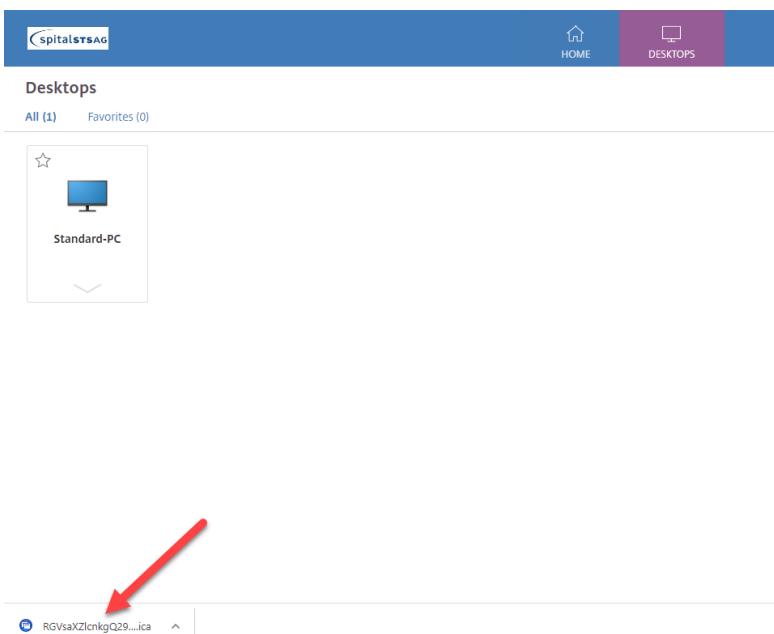 spitalSTSAG
HOME
DESKTOPS
Desktops
All (1)
Favorites (0)
Standard-PC
RGVsaXZlcnkgQ29....ica